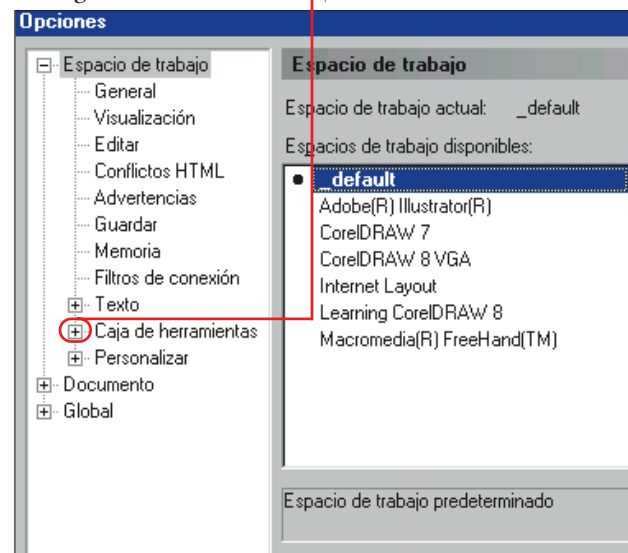 Opciones
Espacio de trabajo
General
Visualización
Editar
Conflictos HTML
Advertencias
Guardar
Memoria
Filtros de conexión
Texto
Caja de herramientas
Personalizar
Documento
Global
Espacio de trabajo
Espacio de trabajo actual: _default
Espacios de trabajo disponibles:
_default
Adobe(R) Illustrator(R)
CorelDRAW 7
CorelDRAW 8 VGA
Internet Layout
Learning CorelDRAW 8
Macromedia(R) FreeHand(TM)
Espacio de trabajo predeterminado